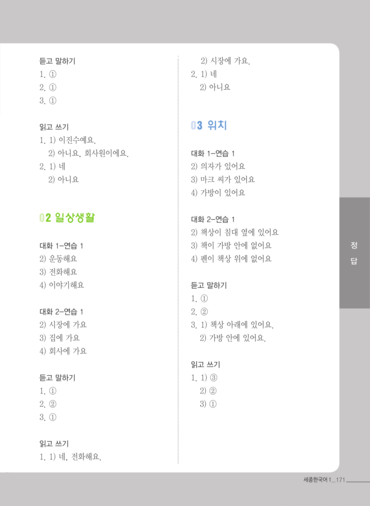 듣고 말하기
1. ①
2. ①
3. ①
읽고 쓰기
1. 1) 이진수예요.
2) 아니요, 회사원이에요.
2. 1) 네
2) 아니요
02 일상생활
대화 1-연습 1
2) 운동해요
3) 전화해요
4) 이야기해요
대화 2-연습 1
2) 시장에 가요
3) 집에 가요
4) 회사에 가요
듣고 말하기
1. ①
2. ②
3. ①
읽고 쓰기
1. 1) 네, 전화해요.
2) 시장에 가요.
2. 1) 네
2) 아니요
03 위치
대화 1-연습 1
2) 의자가 있어요
3) 마크 씨가 있어요
4) 가방이 있어요
대화 2-연습 1
2) 책상이 침대 옆에 있어요
3) 책이 가방 안에 없어요
4) 펜이 책상 위에 없어요
듣고 말하기
1. ①
2. ②
3. 1) 책상 아래에 있어요.
2) 가방 안에 있어요.
읽고 쓰기
1. 1) ③
2) ②
3) ①
정
답
세종한국어 1_171